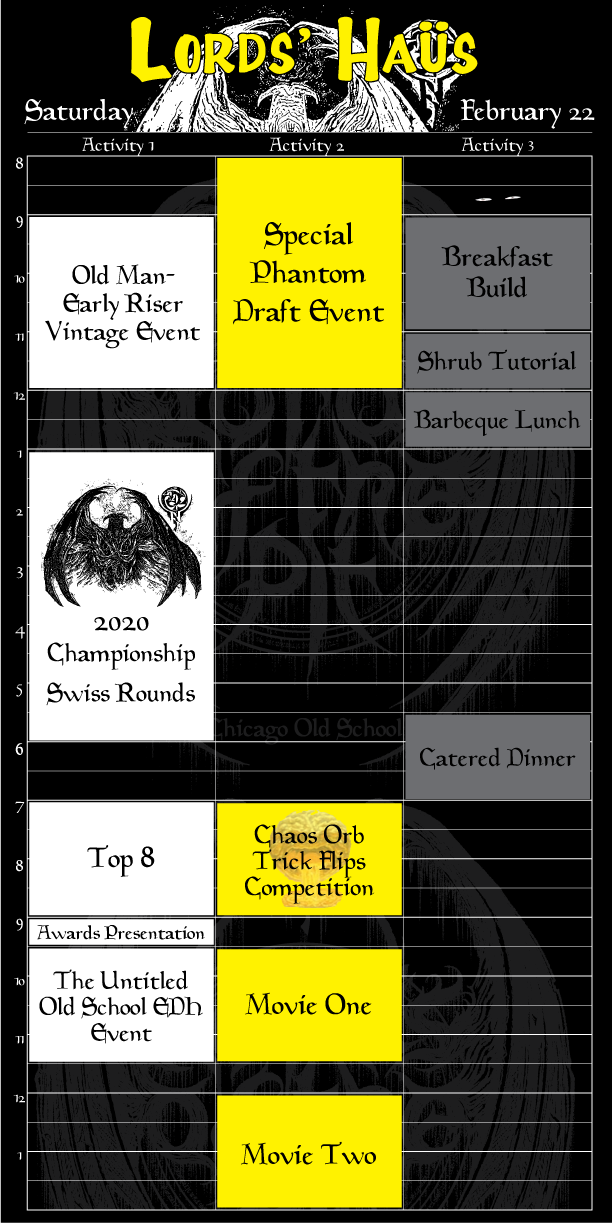 Lords' Haüs
Saturday
February 22
Activity 1
Activity 2
Activity 3
8
9
10
11
12
1
2
3
4
5
6
7
8
9
10
11
12
1
Old Man-
Early Riser
Vintage Event
2020
Championship
Swiss Rounds
Top 8
Awards Presentation
The Untitled
Old School EDH
Event
Special
Phantom
Draft Event
Chicago Old School
Chaos Orb
Trick Flips
Competition
Movie One
Movie Two
Breakfast
Build
Shrub Tutorial
Barbeque Lunch
Catered Dinner